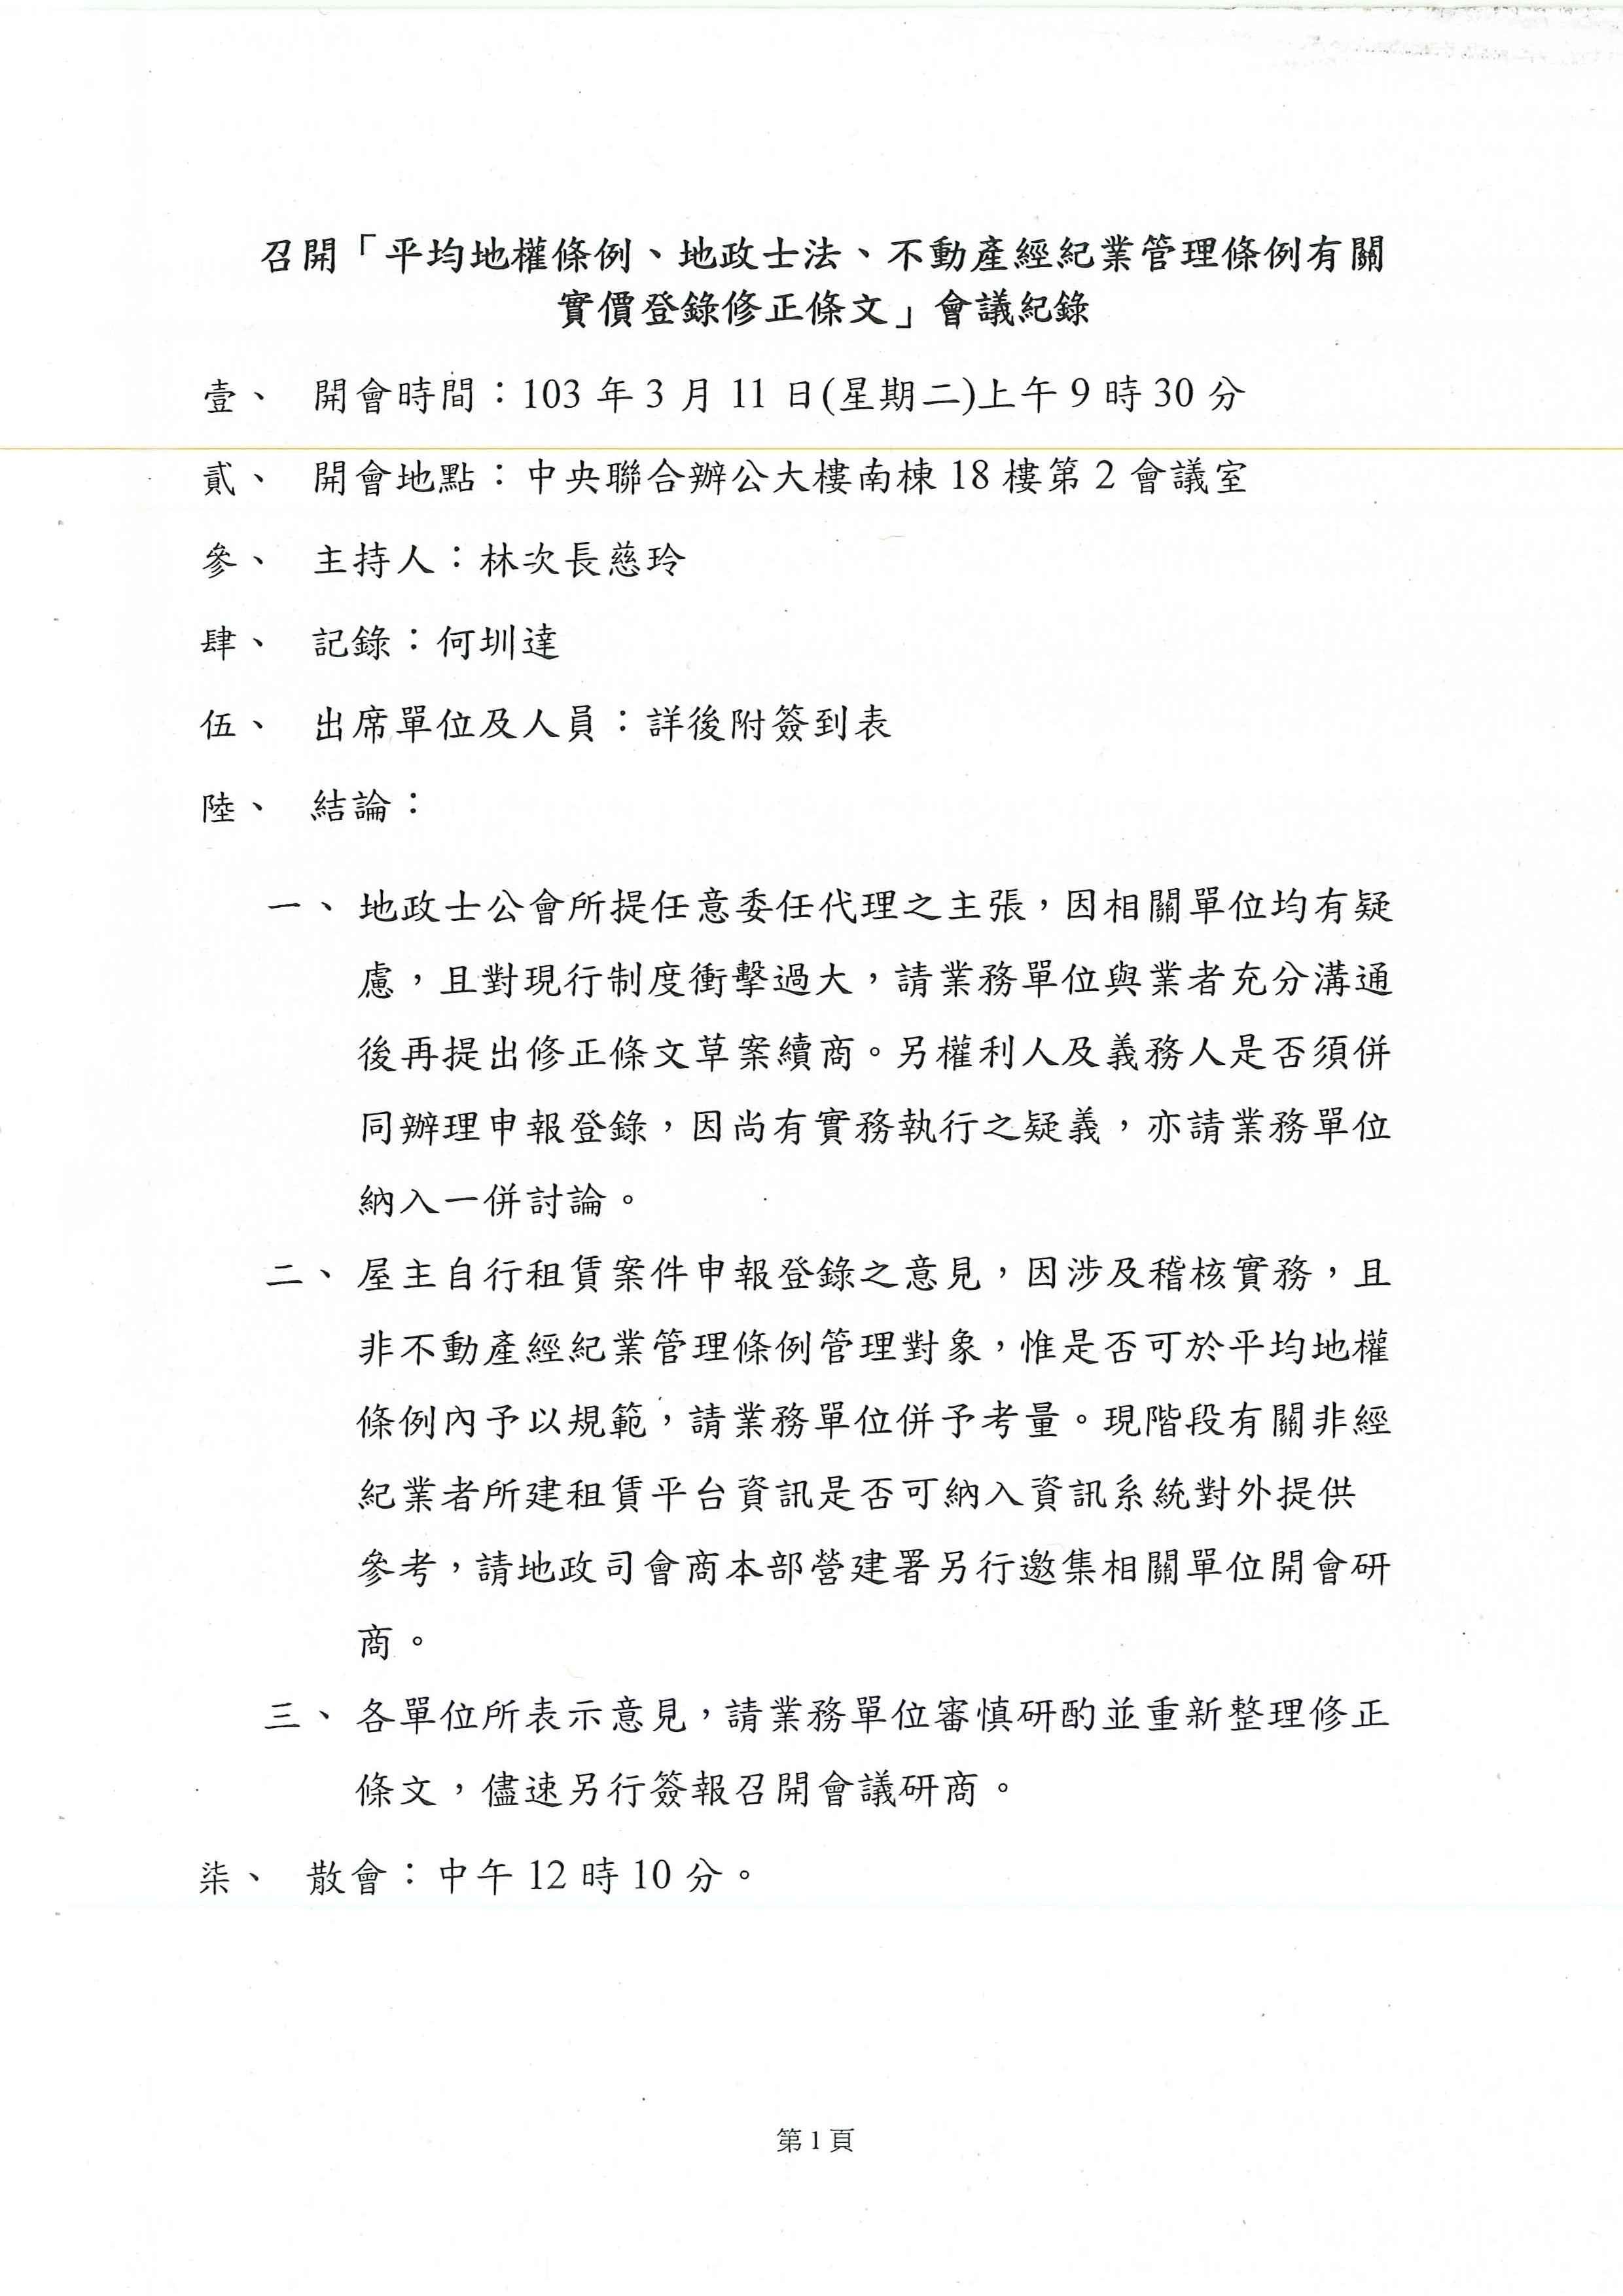 召開「平均地權條例、地政士法、不動產經紀業管理條例有關
實價登錄修正條文」會議紀錄
壹、 開會時間：103 年 3 月 11 日(星期二)上午 9 時 30 分
貳、 開會地點：中央聯合辦公大樓南棟 18 樓第 2 會議室
參、 主持人：林次長慈玲
肆、 記錄：何圳達
伍、 出席單位及人員：詳後附簽到表
陸、 結論：
一、 地政士公會所提任意委任代理之主張，因相關單位均有疑
慮，且對現行制度衝擊過大，請業務單位與業者充分溝通
後再提出修正條文草案續商。另權利人及義務人是否須併
同辦理申報登錄，因尚有實務執行之疑義，亦請業務單位
納入一併討論。
二、 屋主自行租賃案件申報登錄之意見，因涉及稽核實務，且
非不動產經紀業管理條例管理對象，惟是否可於平均地權
條例內予以規範，請業務單位併予考量。現階段有關非經
紀業者所建租賃平台資訊是否可納入資訊系統對外提供
參考，請地政司會商本部營建署另行邀集相關單位開會研
商。
三、 各單位所表示意見，請業務單位審慎研酌並重新整理修正
條文，儘速另行簽報召開會議研商。
柒、 散會：中午 12 時 10 分。
第 1 頁